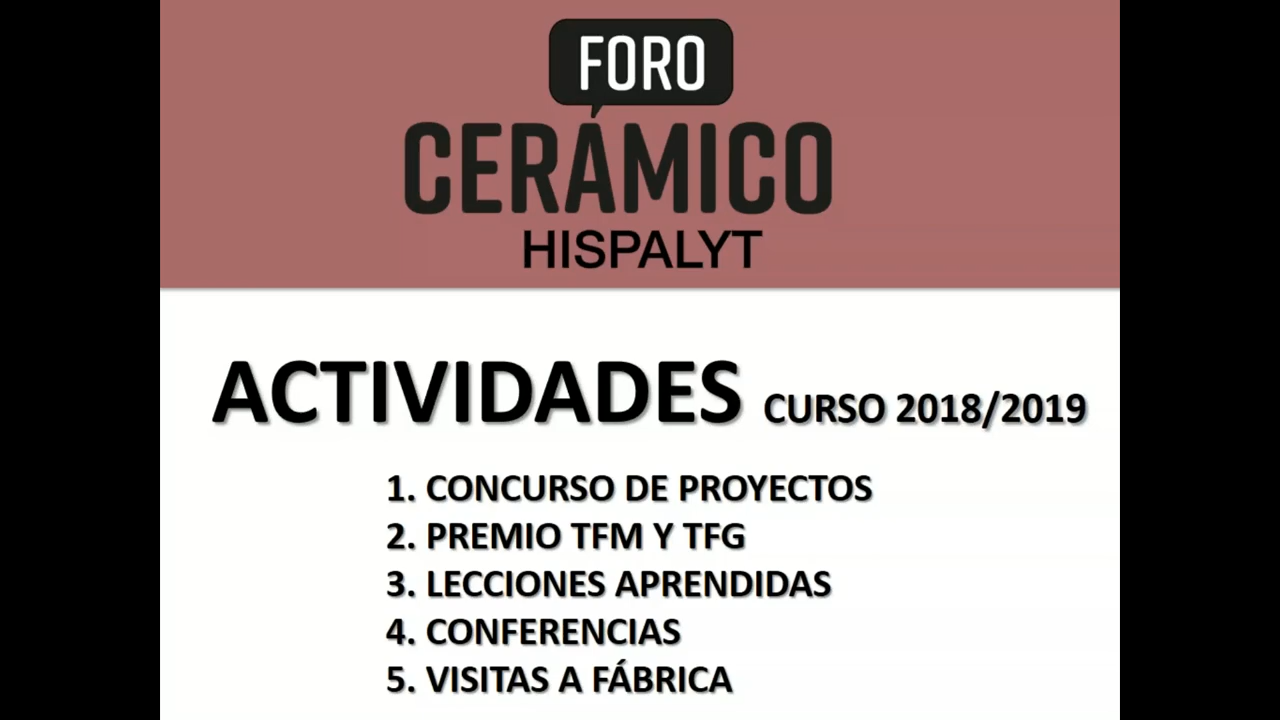 FORO
CERÁMICO
HISPALYT
ACTIVIDADES CURSO 2018/2019
1. CONCURSO DE PROYECTOS
2. PREMIO TFM Y TFG
3. LECCIONES APRENDIDAS
4. CONFERENCIAS
5. VISITAS A FÁBRICA